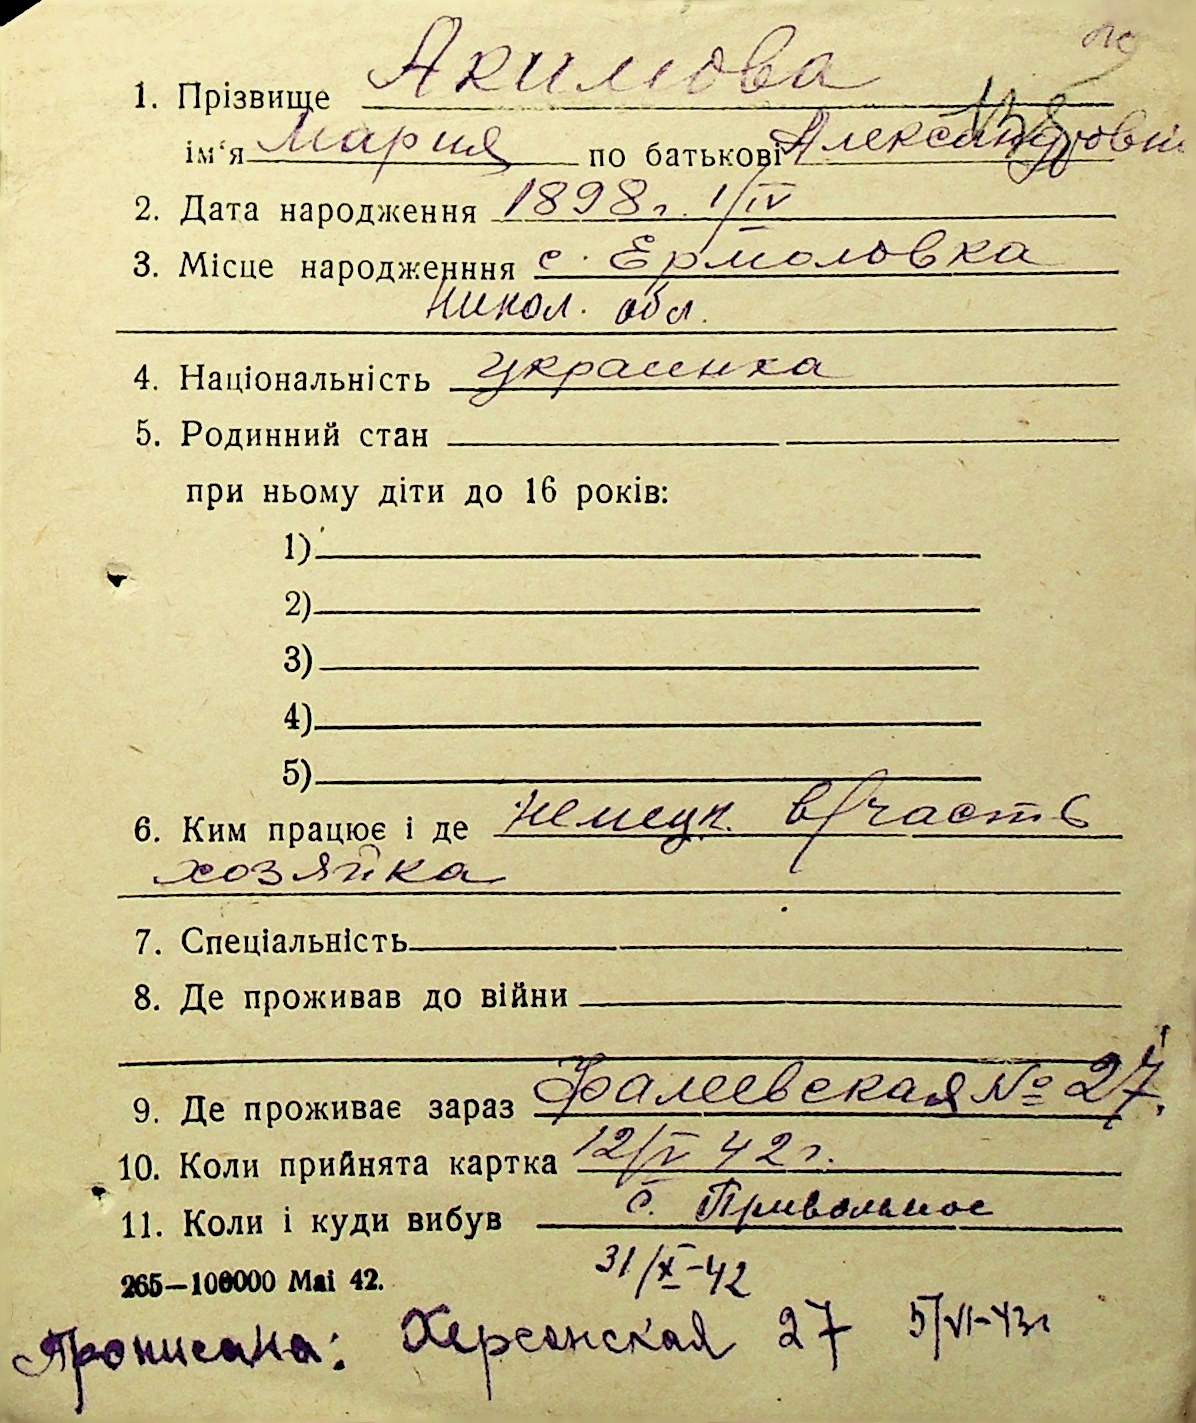 1. Прізвище Акимова
ім‘я Мария по батькові Александровна
2. Дата народження 1898 г. 1/IV
3. Місце народженння с. Ермоловка
Никол. обл.
4. Національність украинка
5. Родинний стан
при ньому діти до 16 років:
1)
2)
3)
4)
5)
6. Ким працює і де немецк. в/часть
хозяйка
7. Спеціальність
8. Де проживав до війни
9. Де проживає зараз Фалеевская № 27.
10. Коли прийнята картка 12/V 42 г.
11. Коли і куди вибув с. Привольное
265—100000 Mai 42. 31/X-42
Прописана: Херсонская 27 5/VI-43г